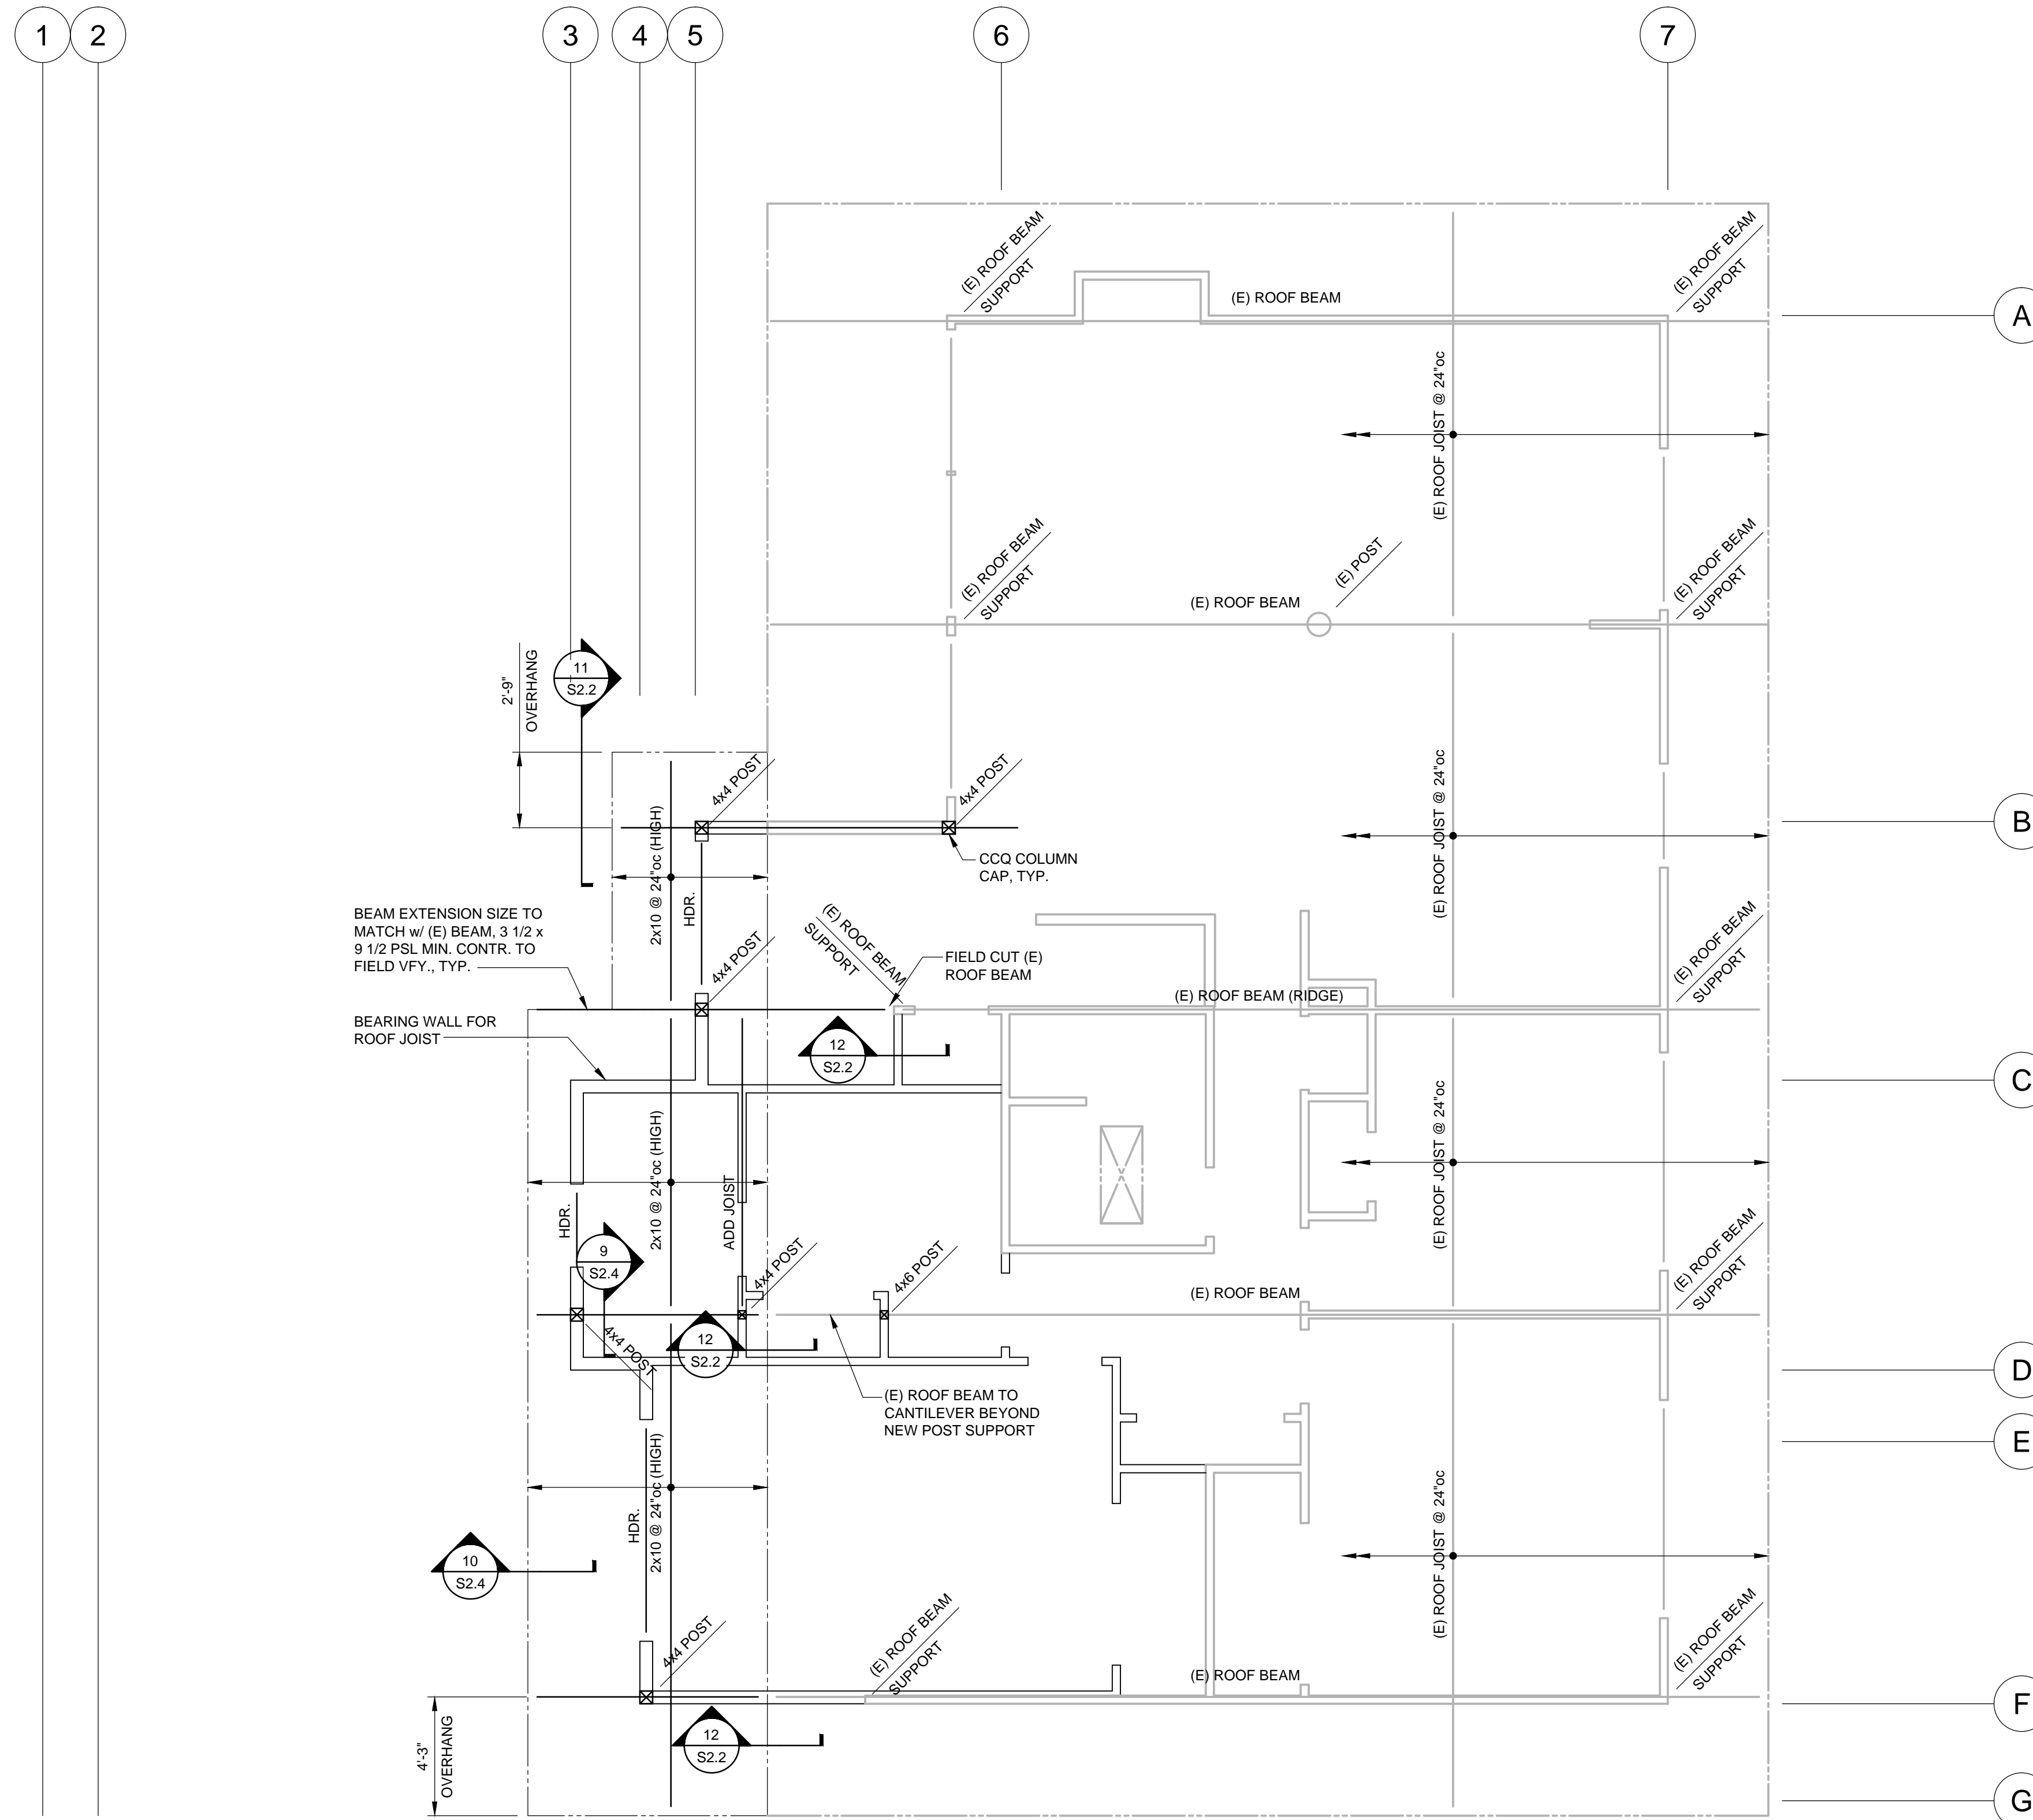 1
2
3
4
5
6
7
(E) ROOF BEAM
SUPPORT
(E) ROOF BEAM
SUPPORT
(E) ROOF BEAM
A
(E) ROOF JOIST @ 24"oc
(E) ROOF BEAM
SUPPORT
(E) POST
(E) ROOF BEAM
SUPPORT
(E) ROOF BEAM
11
S2.2
2'-9"
OVERHANG
4x4 POST
4x4 POST
B
2x10 @ 24"oc (HIGH)
HDR.
CCQ COLUMN
CAP, TYP.
(E) ROOF JOIST @ 24"oc
BEAM EXTENSION SIZE TO
MATCH w/ (E) BEAM, 3 1/2 x
9 1/2 PSL MIN. CONTR. TO
FIELD VFY., TYP.
4x4 POST
(E) ROOF BEAM
SUPPORT
FIELD CUT (E)
ROOF BEAM
(E) ROOF BEAM
SUPPORT
(E) ROOF BEAM (RIDGE)
BEARING WALL FOR
ROOF JOIST
12
S2.2
C
2x10 @ 24"oc (HIGH)
ADD JOIST
HDR.
(E) ROOF JOIST @ 24"oc
9
S2.4
4x4 POST
4x6 POST
(E) ROOF BEAM
(E) ROOF BEAM
SUPPORT
4x4 POST
12
S2.2
D
(E) ROOF BEAM TO
CANTILEVER BEYOND
NEW POST SUPPORT
E
2x10 @ 24"oc (HIGH)
HDR.
(E) ROOF JOIST @ 24"oc
10
S2.4
4x4 POST
(E) ROOF BEAM
SUPPORT
(E) ROOF BEAM
(E) ROOF BEAM
SUPPORT
F
4'-3"
OVERHANG
12
S2.2
G